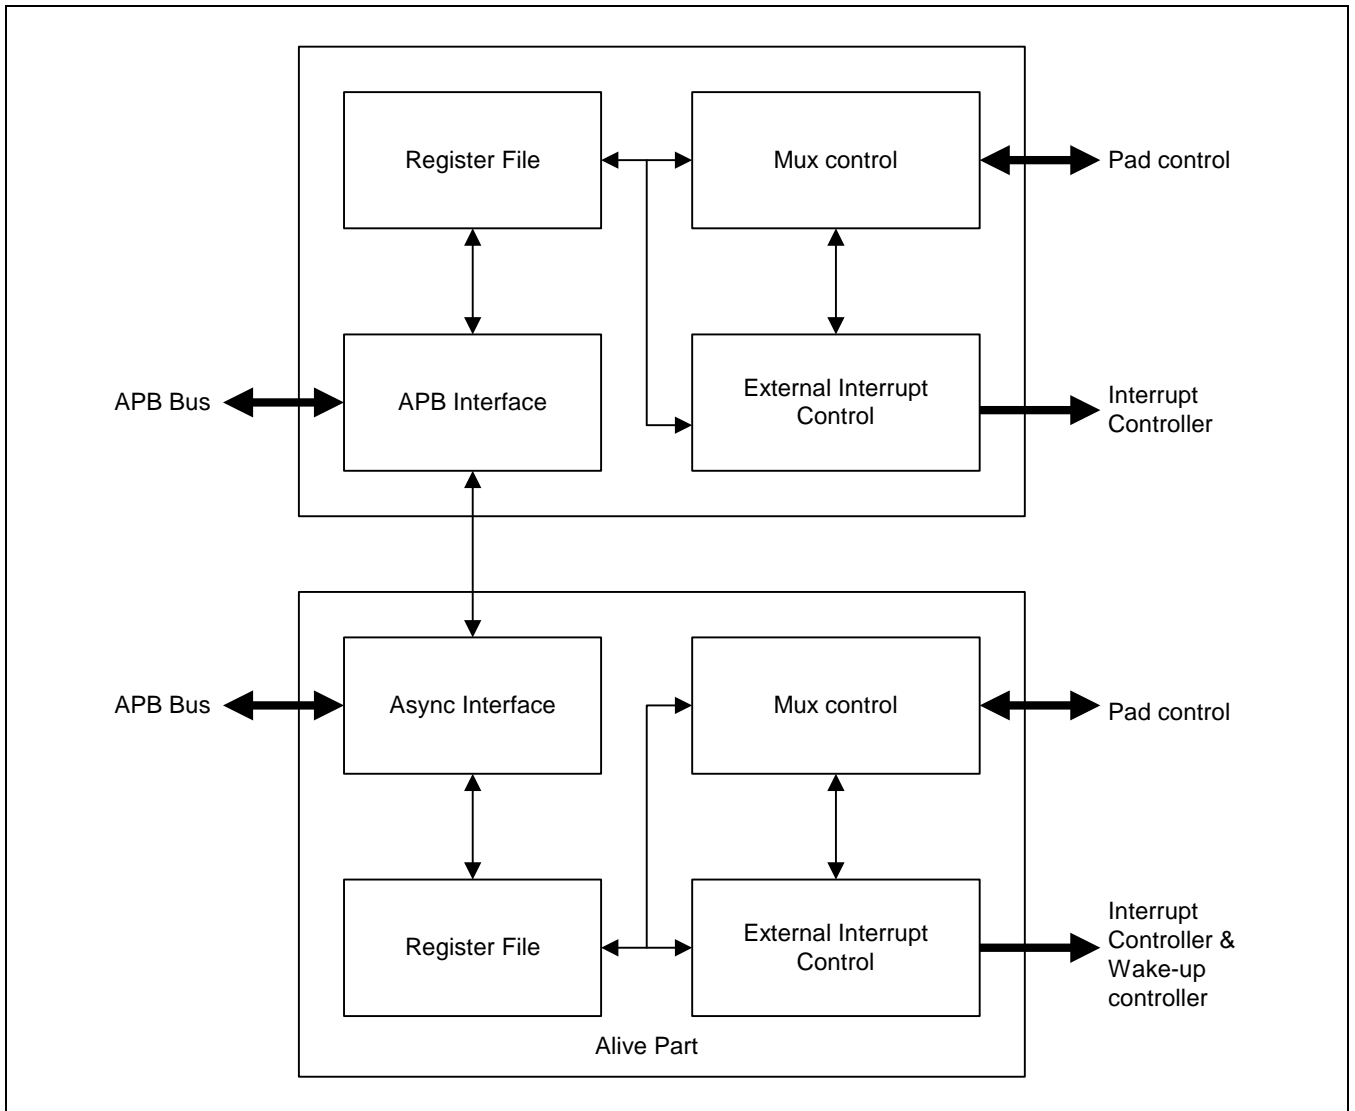 Register File
Mux control
Pad control
APB Bus
APB Interface
External Interrupt
Control
Interrupt
Controller
APB Bus
Async Interface
Mux control
Pad control
Register File
External Interrupt
Control
Interrupt
Controller &
Wake-up
controller
Alive Part